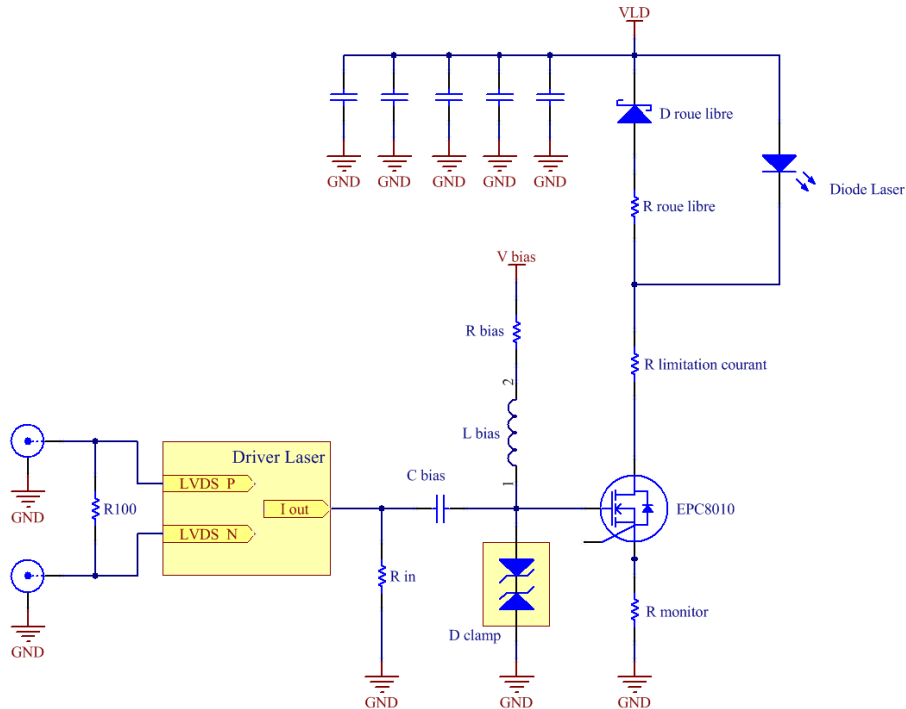 VLD
D roue libre
GND
GND
GND
GND
GND
Diode Laser
R roue libre
V bias
R bias
R limitation courant
2
L bias
Driver Laser
C bias
1
LVDS_P
GND
R100
I out
EPC8010
LVDS_N
R in
R monitor
D clamp
GND
GND
GND
GND